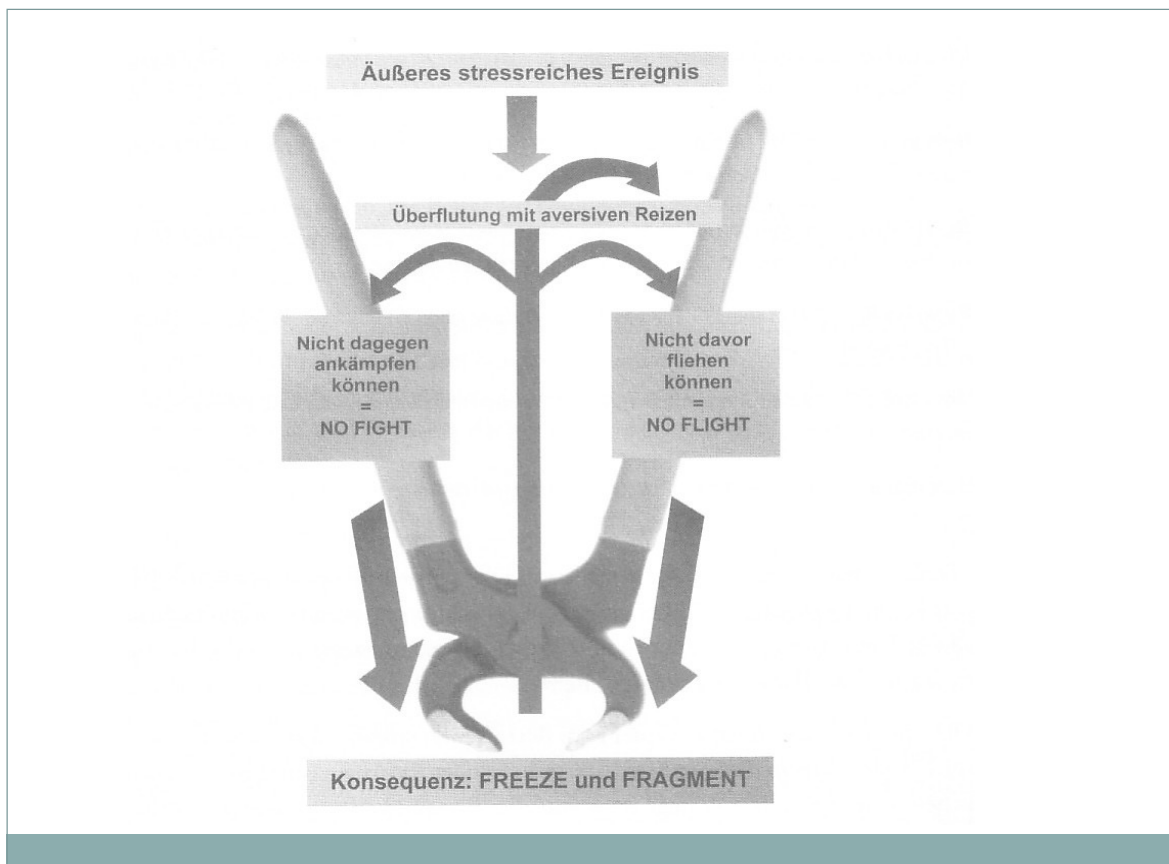 Äußeres stressreiches Ereignis
Überflutung mit aversiven Reizen
Nicht dagegen
ankämpfen
können
=
NO FIGHT
Nicht davor
fliehen
können
=
NO FLIGHT
Konsequenz: FREEZE und FRAGMENT